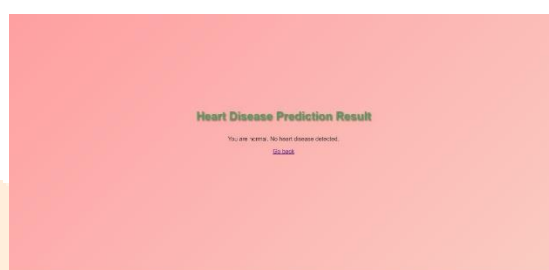 Heart Disease Prediction Result
You are normal. No heart disease detected.
Go back